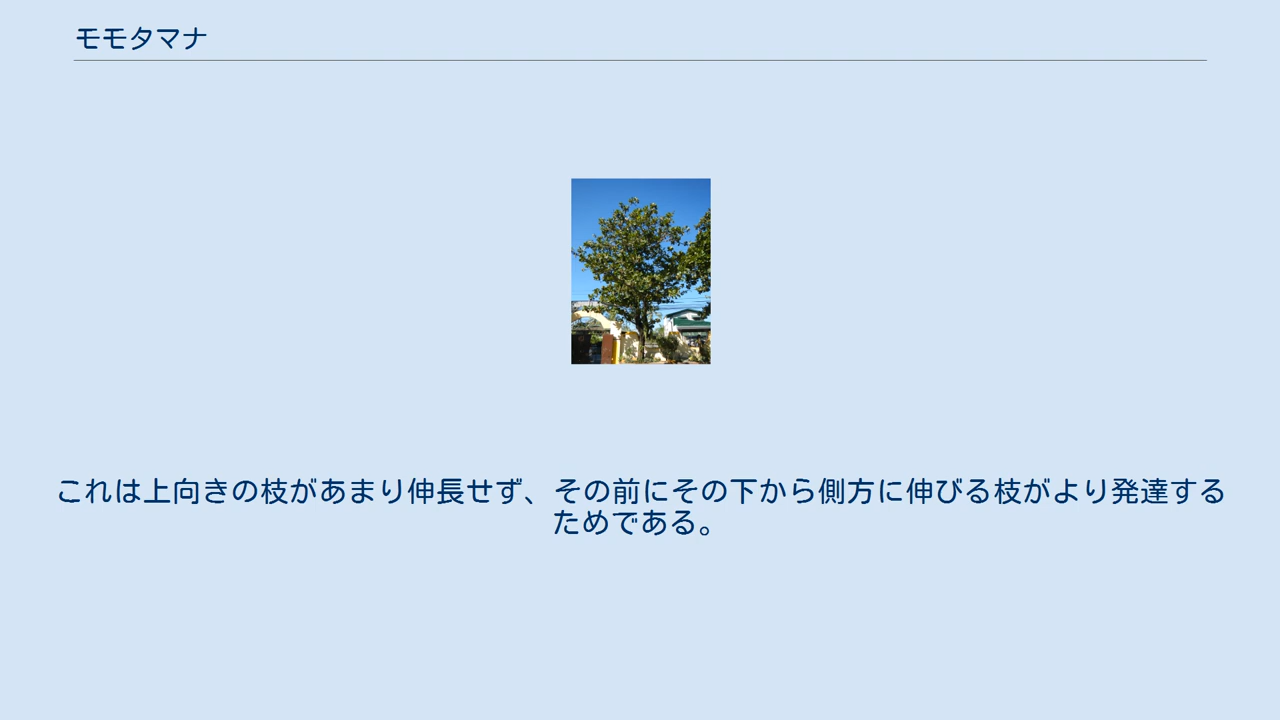 モモタマナ
これは上向きの枝があまり伸長せず、その前にその下から側方に伸びる枝がより発達する
ためである。